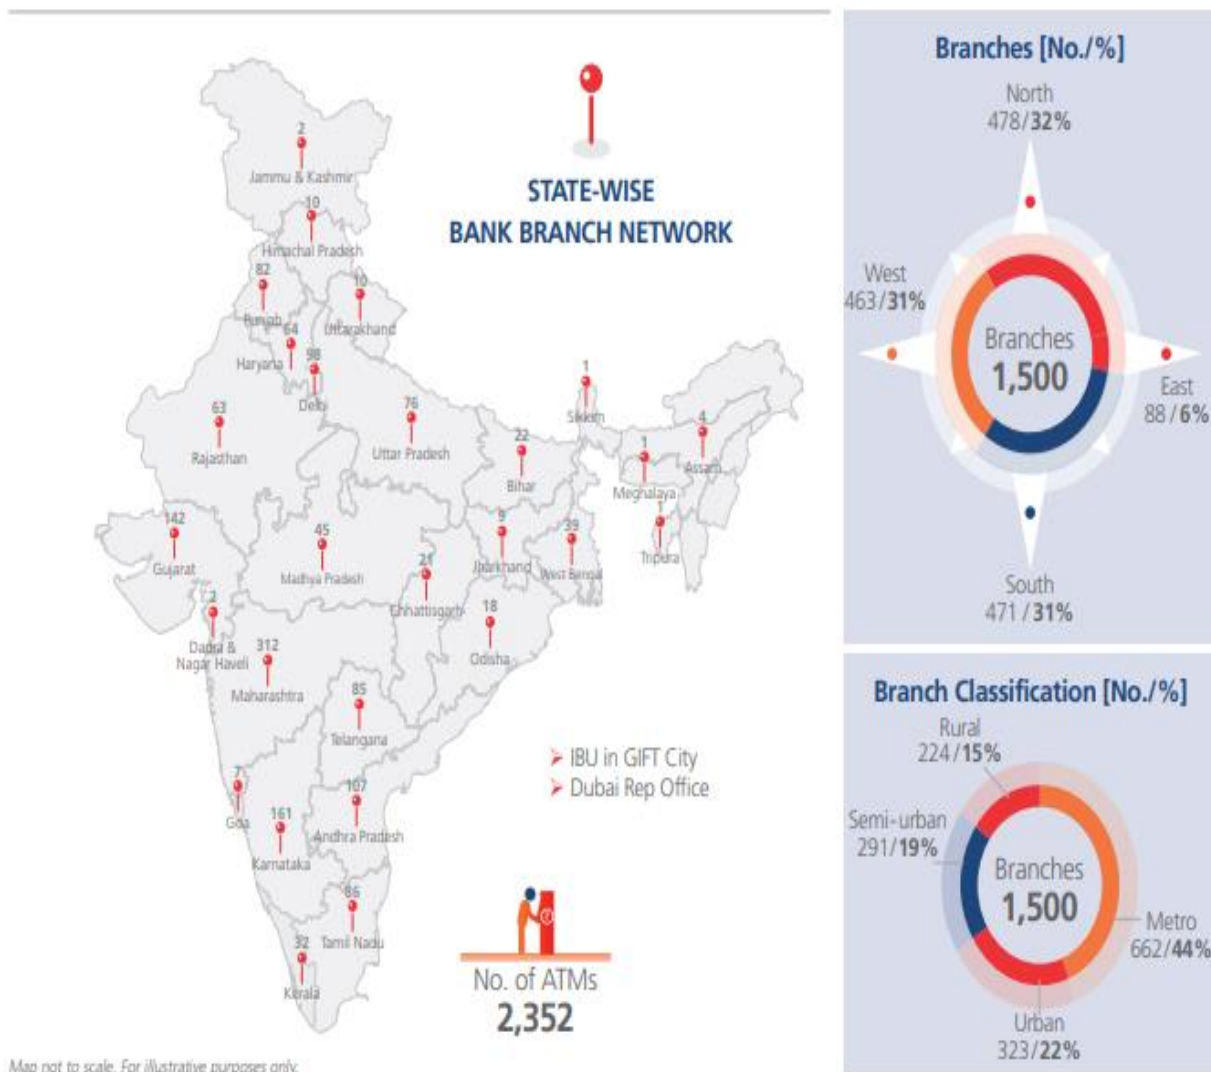 STATE-WISE
BANK BRANCH NETWORK
2
Jammu & Kashmir
10
Himachal Pradesh
82
Punjab
10
Uttarakhand
64
Haryana
98
Delhi
63
Rajasthan
76
Uttar Pradesh
22
Bihar
1
Sikkim
4
Assam
1
Meghalaya
1
Tripura
142
Gujarat
45
Madhya Pradesh
21
Chhattisgarh
9
Jharkhand
39
West Bengal
18
Odisha
2
Dadra &
Nagar Haveli
312
Maharashtra
85
Telangana
7
Goa
161
Karnataka
107
Andhra Pradesh
86
Tamil Nadu
32
Kerala
IBU in GIFT City
Dubai Rep Office
No. of ATMs
2,352
Map not to scale. For illustrative purposes only.
Branches [No./%]
North
478/32%
West
463/31%
Branches
1,500
East
88/6%
South
471/31%
Branch Classification [No./%]
Rural
224/15%
Semi-urban
291/19%
Branches
1,500
Metro
662/44%
Urban
323/22%